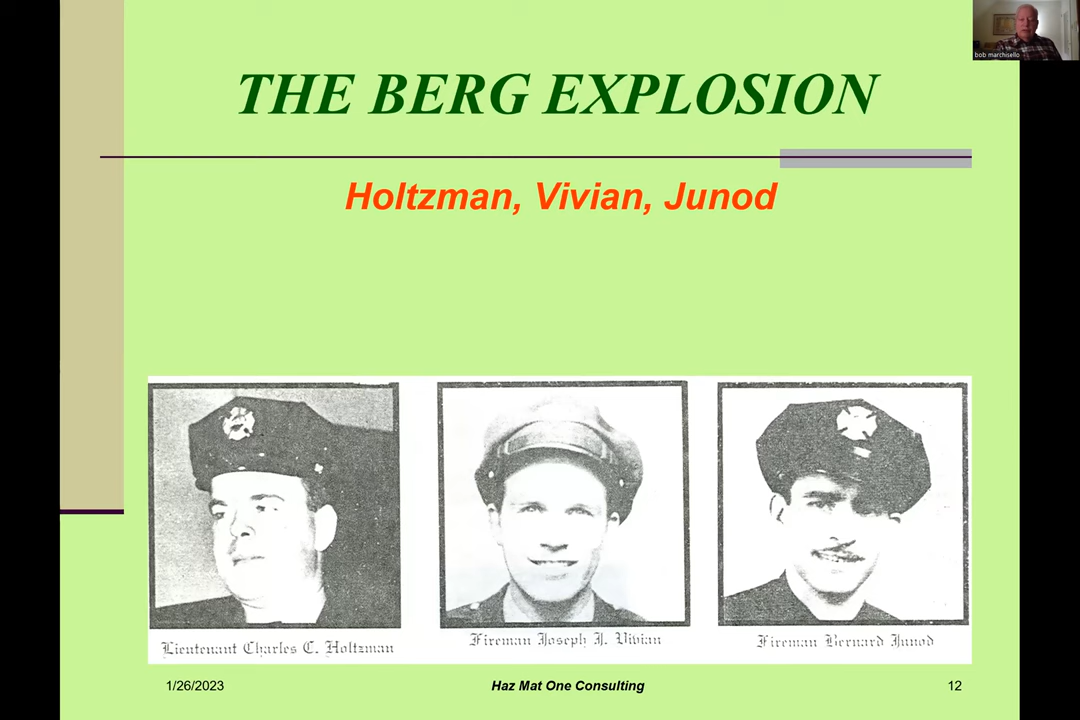 THE BERG EXPLOSION
bob marchisello
Holtzman, Vivian, Junod
Lieutenant Charles C. Holtzman
Fireman Joseph J. Vivian
Fireman Bernard Junod
1/26/2023
Haz Mat One Consulting
12